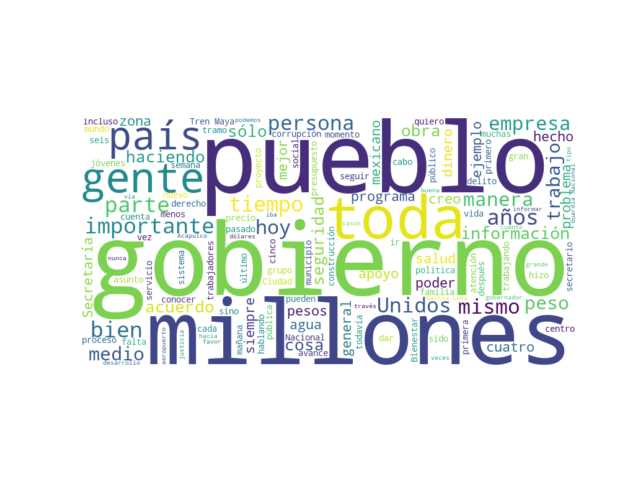 incluso
zona
Tren Maya
podemos
persona
quiero
muchas
empresa
hecho
mundo
seis
país
tramo
sólo
corrupción
momento
obra
dinero
ejemplo
primero
gran
tipo
Guardia Nacional
problema
trabajo
pueblo
jóvenes
haciendo
semana
mejor
social
presupuesto
mexicano
cabo
público
delito
gente
vía
nuevo
proyecto
seguir
programa
creo
manera
buena
vida
informar
parte
cuenta
menos
derecho
tiempo
precio
iba
toda
años
casos
cuanto
importante
vez
pasado
hoy
cinco
seguridad
municipio
construcción
ir
información
secretario
Secretaría
gobierno
nunca
asunto
servicio
sistema
conocer
trabajadores
último
grupo
Ciudad
apoyo
salud
política
familia
poder
atención
después
trabajando
hizo
grande
acuerdo
sino
pueden
dólares
Acapulco
través
Unidos
García Luna
gobernador
mismo
peso
bien
millones
cada
hacia
favor
mañana
hablando
pública
siempre
pesos
agua
Nacional
cosa
avance
general
todavía
dar
Bienestar
sido
veces
primera
cuatro
centro
proceso
falta
medio
desarrollo
aeropuerto
justicia